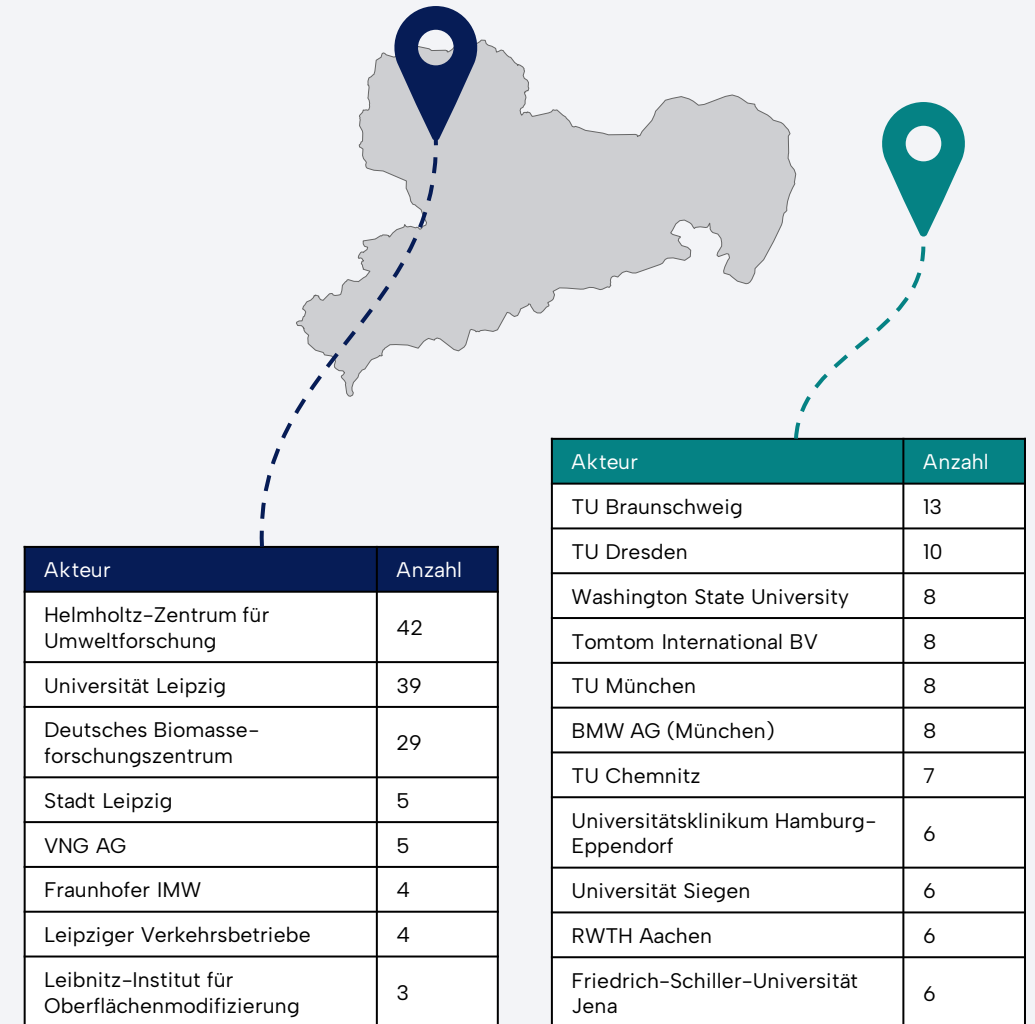 Akteur Anzahl
Helmholtz-Zentrum für
Umweltforschung 42
Universität Leipzig 39
Deutsches Biomasse-
forschungszentrum 29
Stadt Leipzig 5
VNG AG 5
Fraunhofer IMW 4
Leipziger Verkehrsbetriebe 4
Leibnitz-Institut für
Oberflächenmodifizierung 3
Akteur Anzahl
TU Braunschweig 13
TU Dresden 10
Washington State University 8
Tomtom International BV 8
TU München 8
BMW AG (München) 8
TU Chemnitz 7
Universitätsklinikum Hamburg-
Eppendorf 6
Universität Siegen 6
RWTH Aachen 6
Friedrich-Schiller-Universität
Jena 6